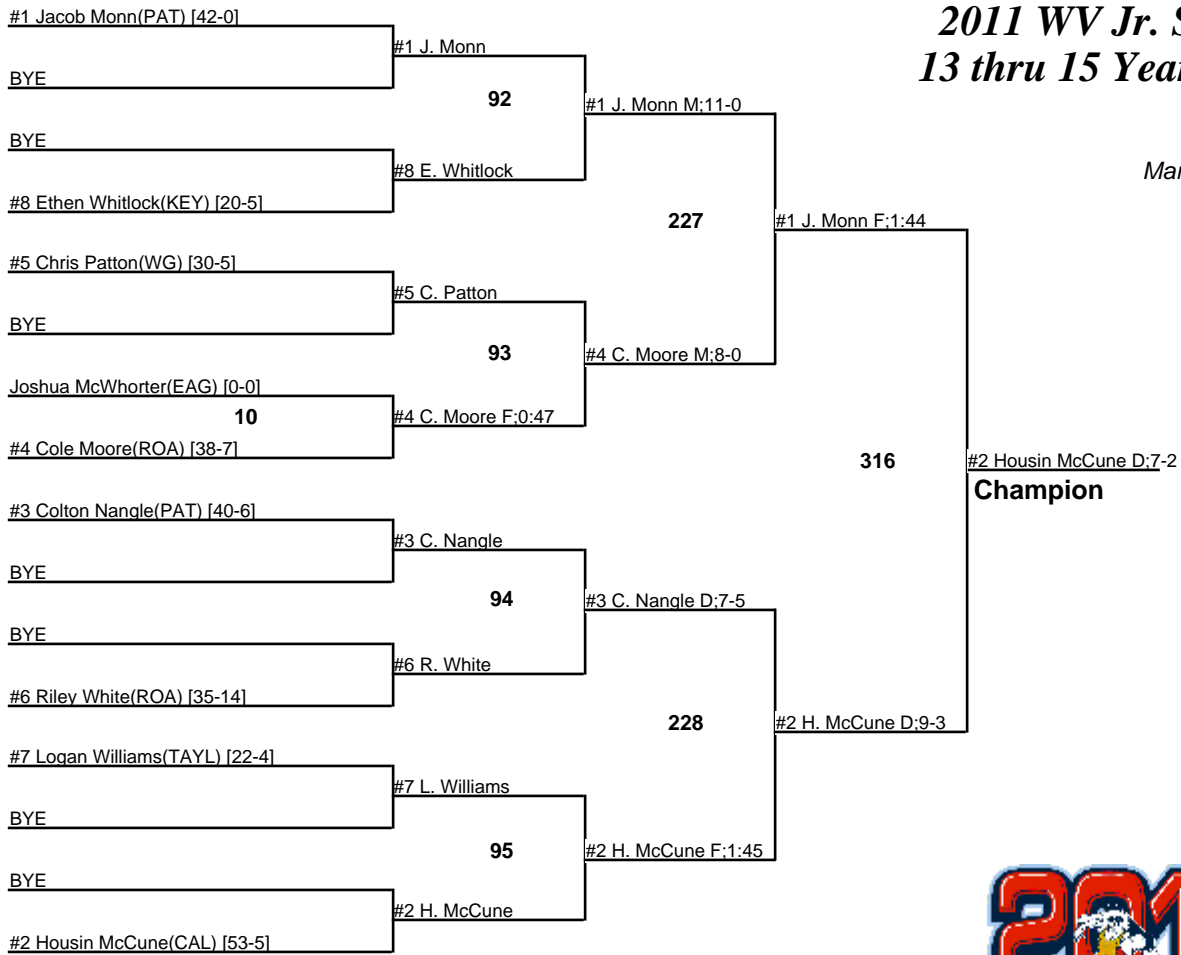 2011 WV Jr. S
13 thru 15 Year
Mar
#1 Jacob Monn(PAT) [42-0]
BYE
BYE
#8 Ethen Whitlock(KEY) [20-5]
#5 Chris Patton(WG) [30-5]
BYE
Joshua McWhorter(EAG) [0-0]
10
#4 Cole Moore(ROA) [38-7]
#3 Colton Nangle(PAT) [40-6]
BYE
BYE
#6 Riley White(ROA) [35-14]
#7 Logan Williams(TAYL) [22-4]
BYE
BYE
#2 Housin McCune(CAL) [53-5]
#1 J. Monn
92
#8 E. Whitlock
#5 C. Patton
93
#4 C. Moore F;0:47
#3 C. Nangle
94
#6 R. White
#7 L. Williams
95
#2 H. McCune
#1 J. Monn M;11-0
227
#4 C. Moore M;8-0
#3 C. Nangle D;7-5
228
#2 H. McCune F;1:45
#1 J. Monn F;1:44
316
#2 H. McCune D;9-3
#2 Housin McCune D;7-2
Champion
201